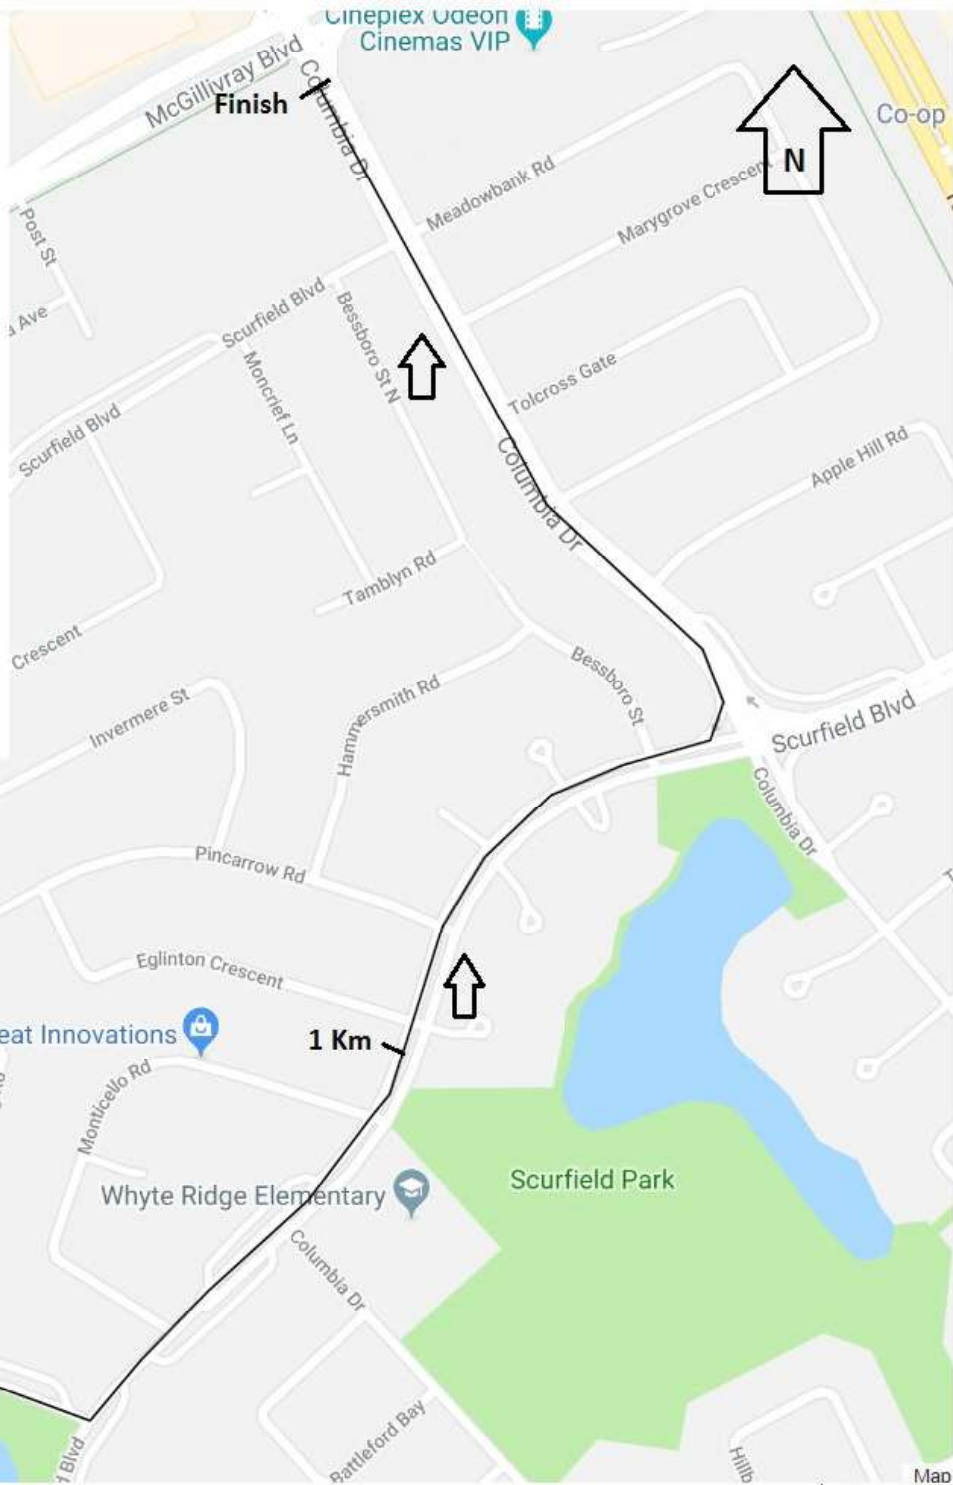 Cineplex Odeon
Cinemas VIP
McGillivray Blvd
Columbia Dr
Finish
Co-op
N
Meadowbank Rd
Marygrove Crescent
Post St
Ave
Scurfield Blvd
Bessboro St N
Moncrief Ln
Tolcross Gate
Scurfield Blvd
Columbia Dr
Apple Hill Rd
Tamblyn Rd
Crescent
Bessboro St
Hammersmith Rd
Invermere St
Scurfield Blvd
Columbia Dr
Pincarrow Rd
Eglinton Crescent
eat Innovations
1 Km
Monticello Rd
Whyte Ridge Elementary
Scurfield Park
Columbia Dr
Battleford Bay
d Blvd
Hillb
Map